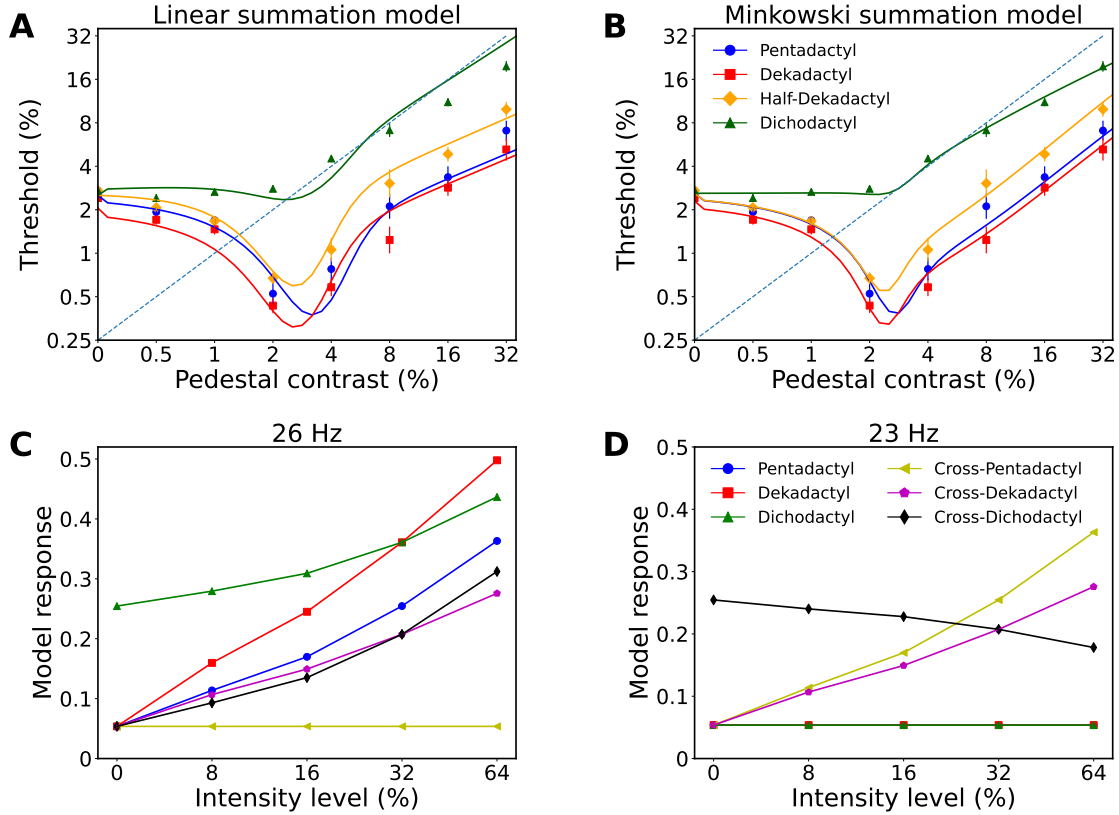 A
Linear summation model
Threshold (%)
32
16
8
4
2
1
0.5
0.25
0 0.5 1 2 4 8 16 32
Pedestal contrast (%)
B
Minkowski summation model
Threshold (%)
32
16
8
4
2
1
0.5
0.25
Pentadactyl
Dekadactyl
Half-Dekadactyl
Dichodactyl
0 0.5 1 2 4 8 16 32
Pedestal contrast (%)
C
26 Hz
Model response
0.5
0.4
0.3
0.2
0.1
0
Pentadactyl
Dekadactyl
Dichodactyl
0 8 16 32 64
Intensity level (%)
D
23 Hz
Model response
0.5
0.4
0.3
0.2
0.1
0
Pentadactyl
Dekadactyl
Dichodactyl
Cross-Pentadactyl
Cross-Dekadactyl
Cross-Dichodactyl
0 8 16 32 64
Intensity level (%)